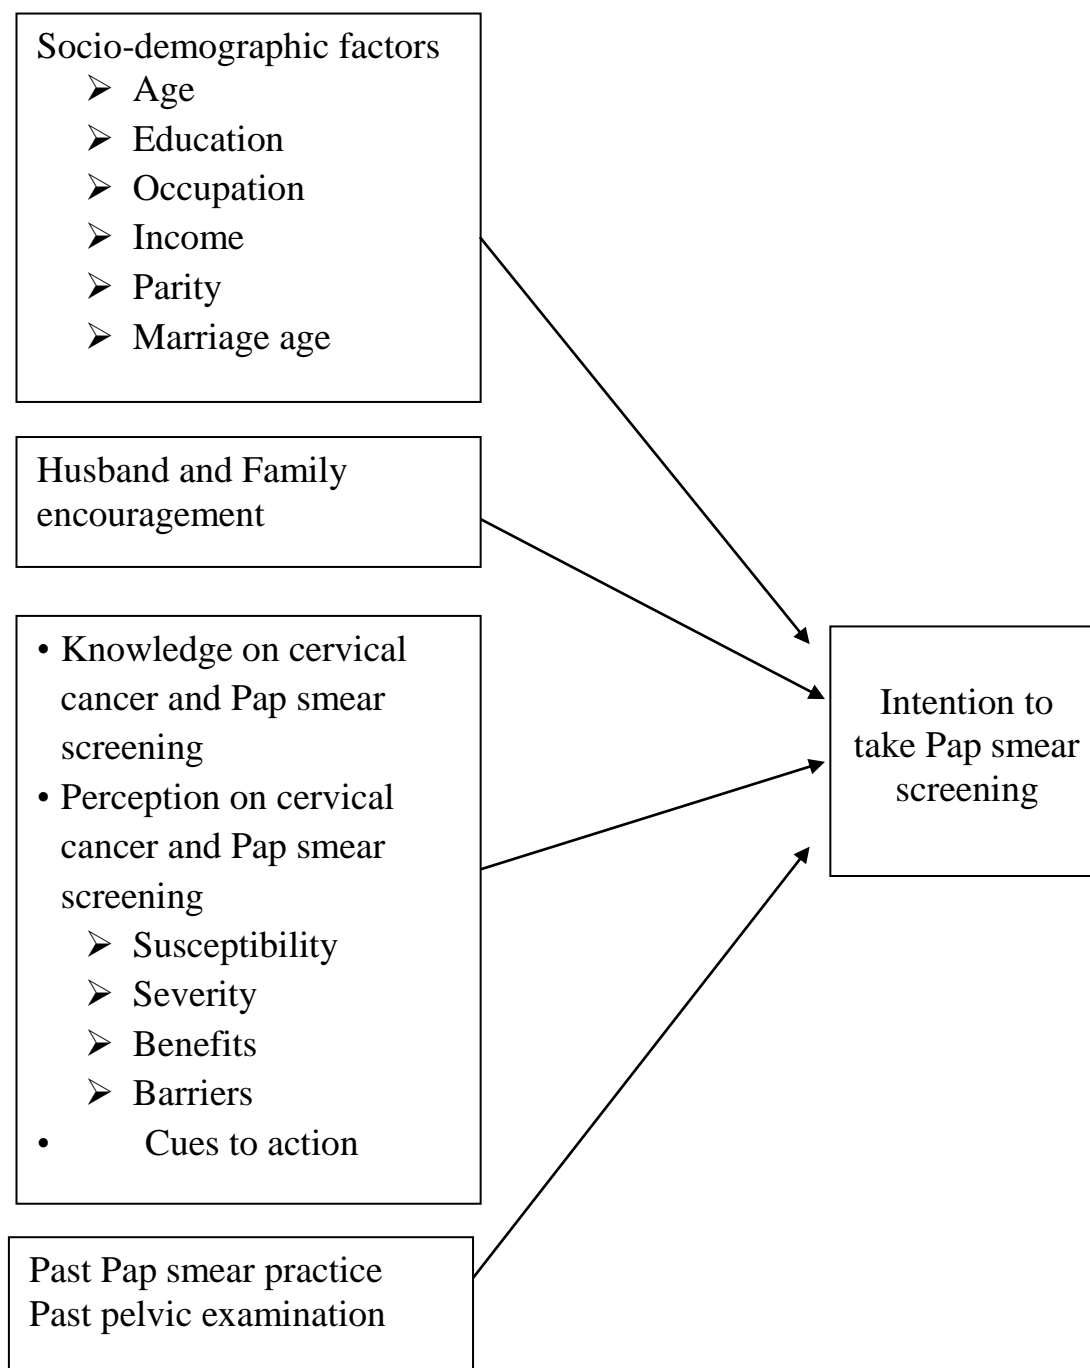 Socio-demographic factors
➢ Age
➢ Education
➢ Occupation
➢ Income
➢ Parity
➢ Marriage age
Husband and Family
encouragement
• Knowledge on cervical
cancer and Pap smear
screening
• Perception on cervical
cancer and Pap smear
screening
➢ Susceptibility
➢ Severity
➢ Benefits
➢ Barriers
• Cues to action
Past Pap smear practice
Past pelvic examination
Intention to
take Pap smear
screening